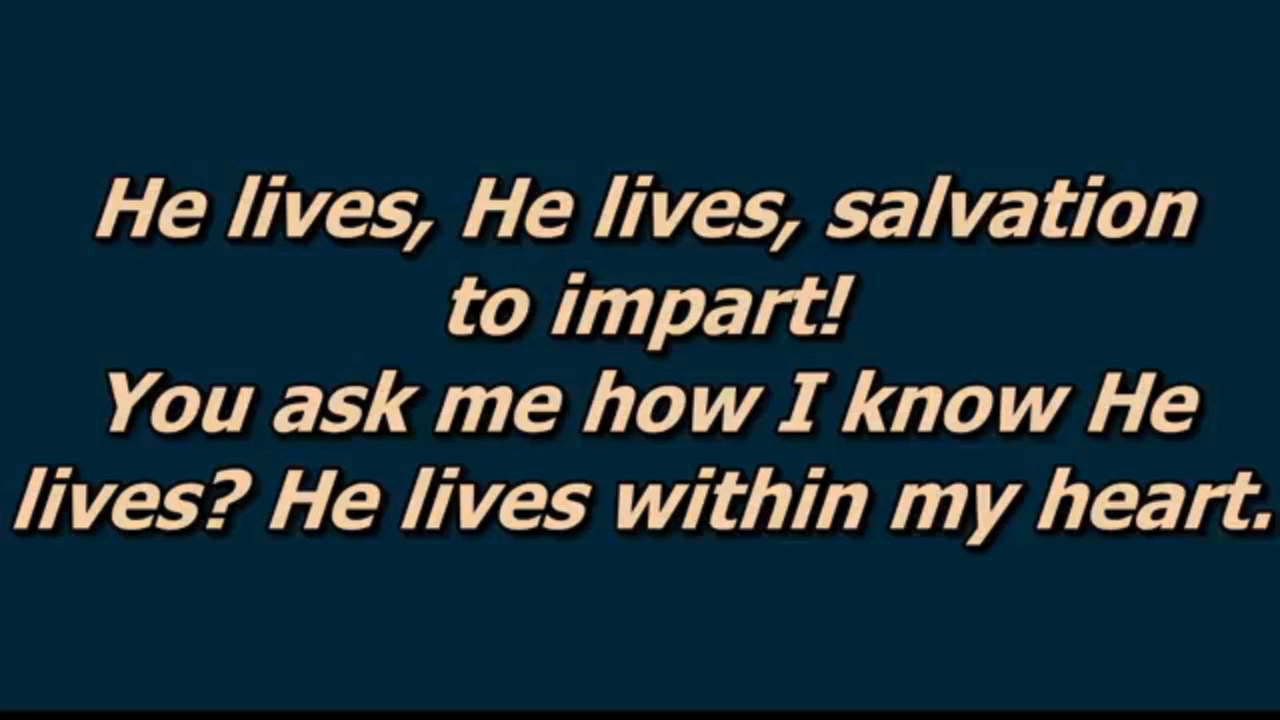 He lives, He lives, salvation
to impart!
You ask me how I know He
lives? He lives within my heart.